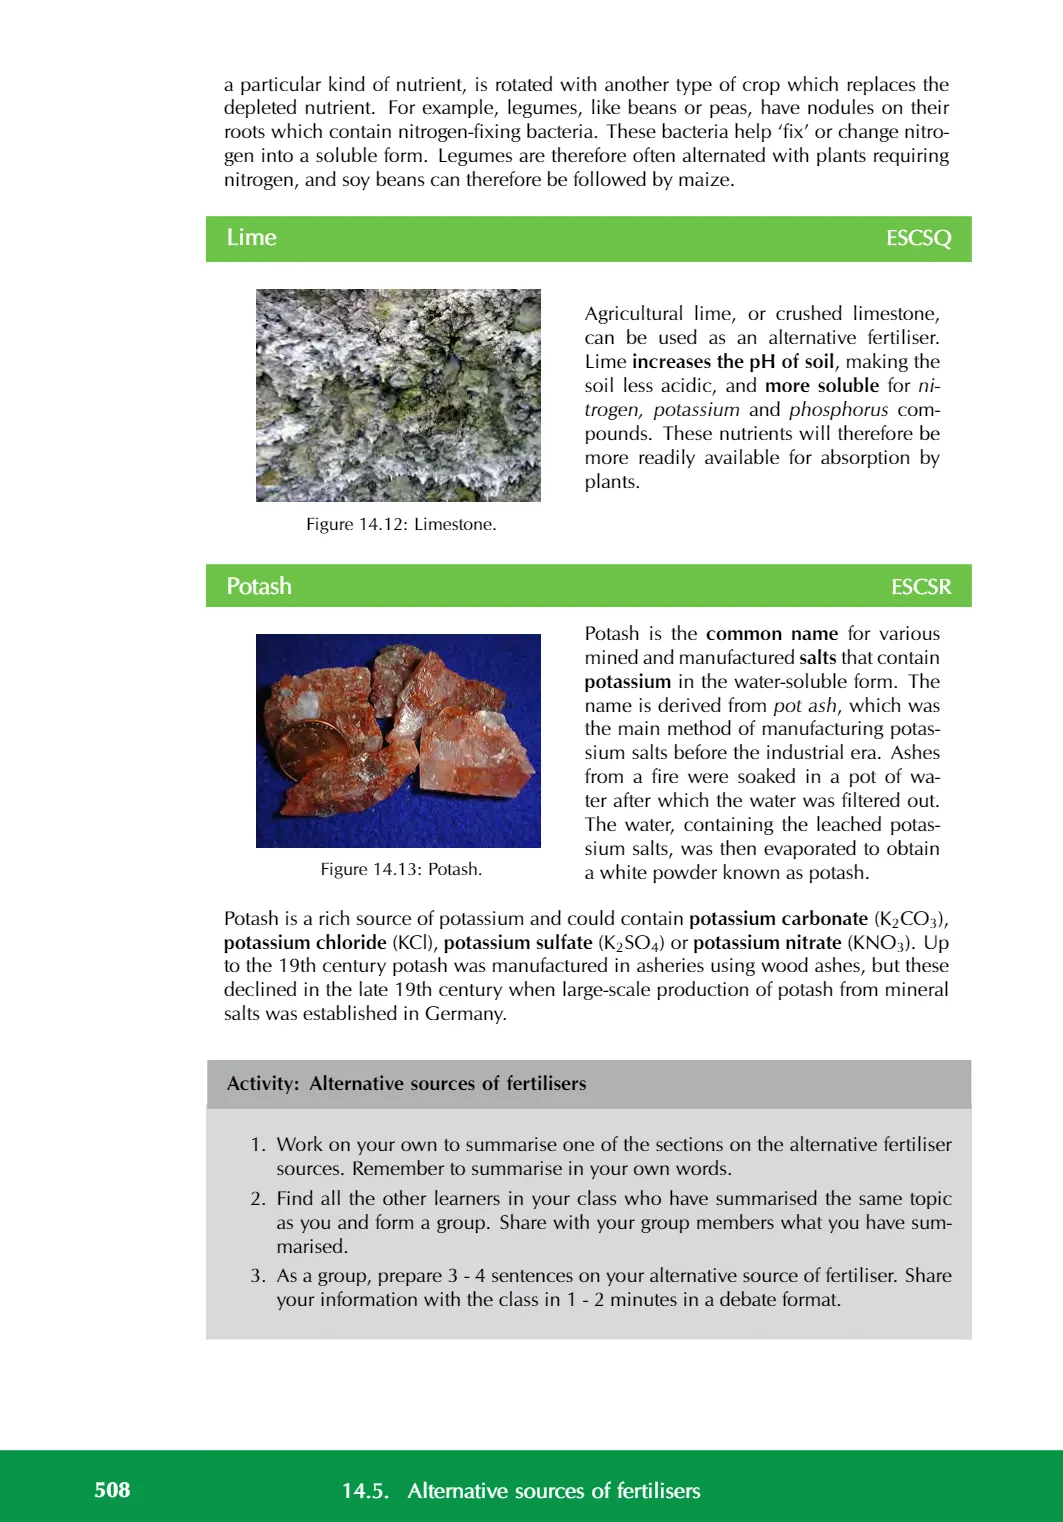 a particular kind of nutrient, is rotated with another type of crop which replaces the
depleted nutrient. For example, legumes, like beans or peas, have nodules on their
roots which contain nitrogen-fixing bacteria. These bacteria help ‘fix’ or change nitro-
gen into a soluble form. Legumes are therefore often alternated with plants requiring
nitrogen, and soy beans can therefore be followed by maize.
Lime ESCSQ
Agricultural lime, or crushed limestone,
can be used as an alternative fertiliser.
Lime increases the pH of soil, making the
soil less acidic, and more soluble for ni-
trogen, potassium and phosphorus com-
pounds. These nutrients will therefore be
more readily available for absorption by
plants.
Figure 14.12: Limestone.
Potash ESCSR
Potash is the common name for various
mined and manufactured salts that contain
potassium in the water-soluble form. The
name is derived from pot ash, which was
the main method of manufacturing potas-
sium salts before the industrial era. Ashes
from a fire were soaked in a pot of wa-
ter after which the water was filtered out.
The water, containing the leached potas-
sium salts, was then evaporated to obtain
a white powder known as potash.
Figure 14.13: Potash.
Potash is a rich source of potassium and could contain potassium carbonate (K₂CO₃),
potassium chloride (KCl), potassium sulfate (K₂SO₄) or potassium nitrate (KNO₃). Up
to the 19th century potash was manufactured in asheries using wood ashes, but these
declined in the late 19th century when large-scale production of potash from mineral
salts was established in Germany.
Activity: Alternative sources of fertilisers
1. Work on your own to summarise one of the sections on the alternative fertiliser
sources. Remember to summarise in your own words.
2. Find all the other learners in your class who have summarised the same topic
as you and form a group. Share with your group members what you have sum-
marised.
3. As a group, prepare 3 - 4 sentences on your alternative source of fertiliser. Share
your information with the class in 1 - 2 minutes in a debate format.
508 14.5. Alternative sources of fertilisers